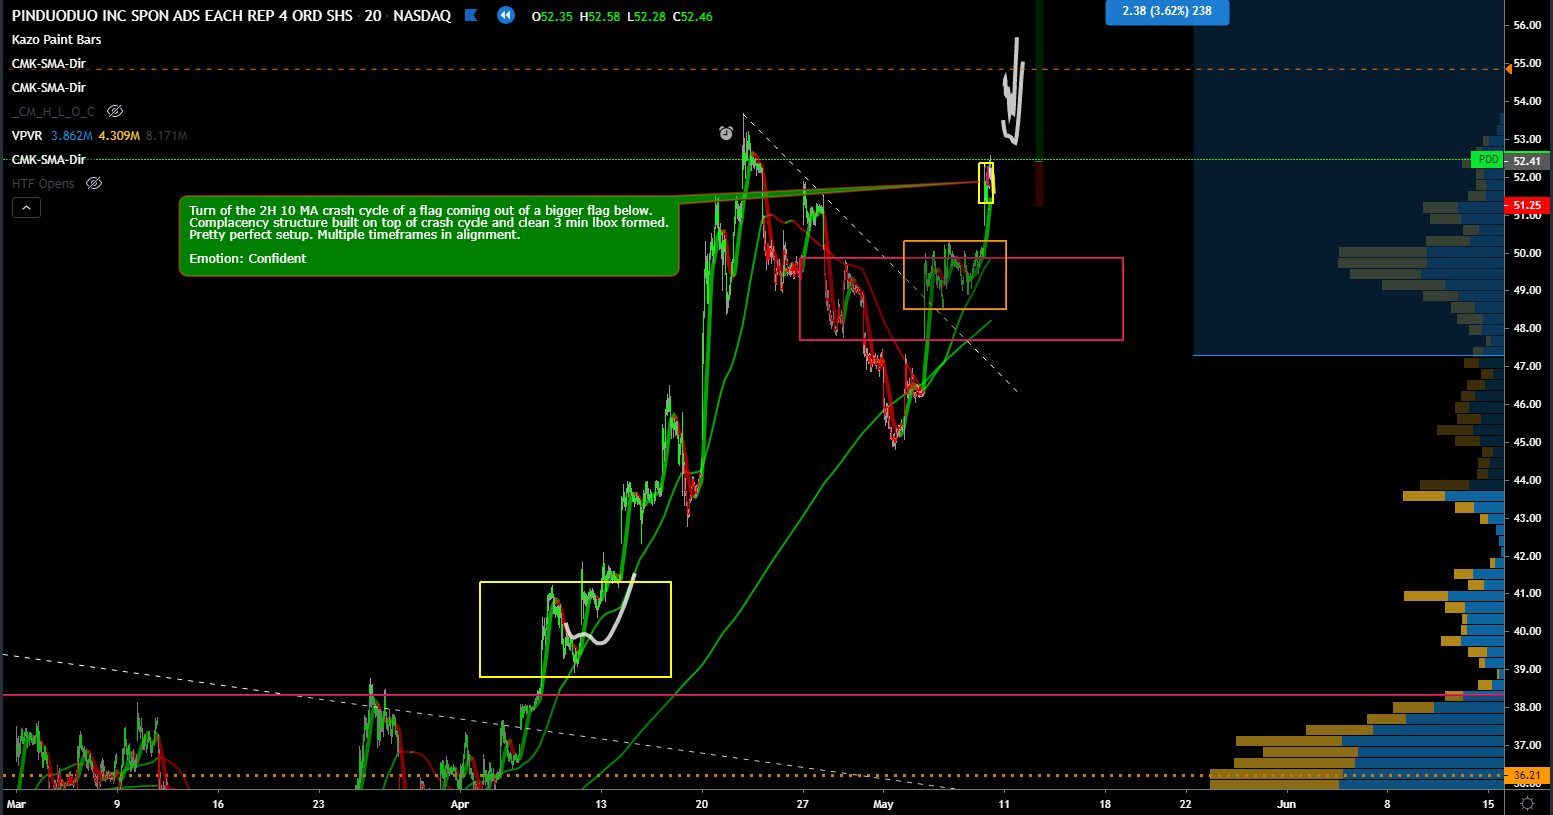 PINDUODUO INC SPON ADS EACH REP 4 ORD SHS · 20 · NASDAQ O52.35 H52.58 L52.28 C52.46
2.38 (3.62%) 238
Kazo Paint Bars
CMK-SMA-Dir
CMK-SMA-Dir
_CM_H_L_O_C
VPVR 3.862M 4.309M 8.171M
CMK-SMA-Dir
HTF Opens
Turn of the 2H 10 MA crash cycle of a flag coming out of a bigger flag below.
Complacency structure built on top of crash cycle and clean 3 min lbox formed.
Pretty perfect setup. Multiple timeframes in alignment.
Emotion: Confident
56.00
55.00
54.00
53.00
PDD 52.41
52.00
51.25
51.00
50.00
49.00
48.00
47.00
46.00
45.00
44.00
43.00
42.00
41.00
40.00
39.00
38.00
37.00
36.21
Mar 9 16 23 Apr 13 20 27 May 11 18 22 Jun 8 15